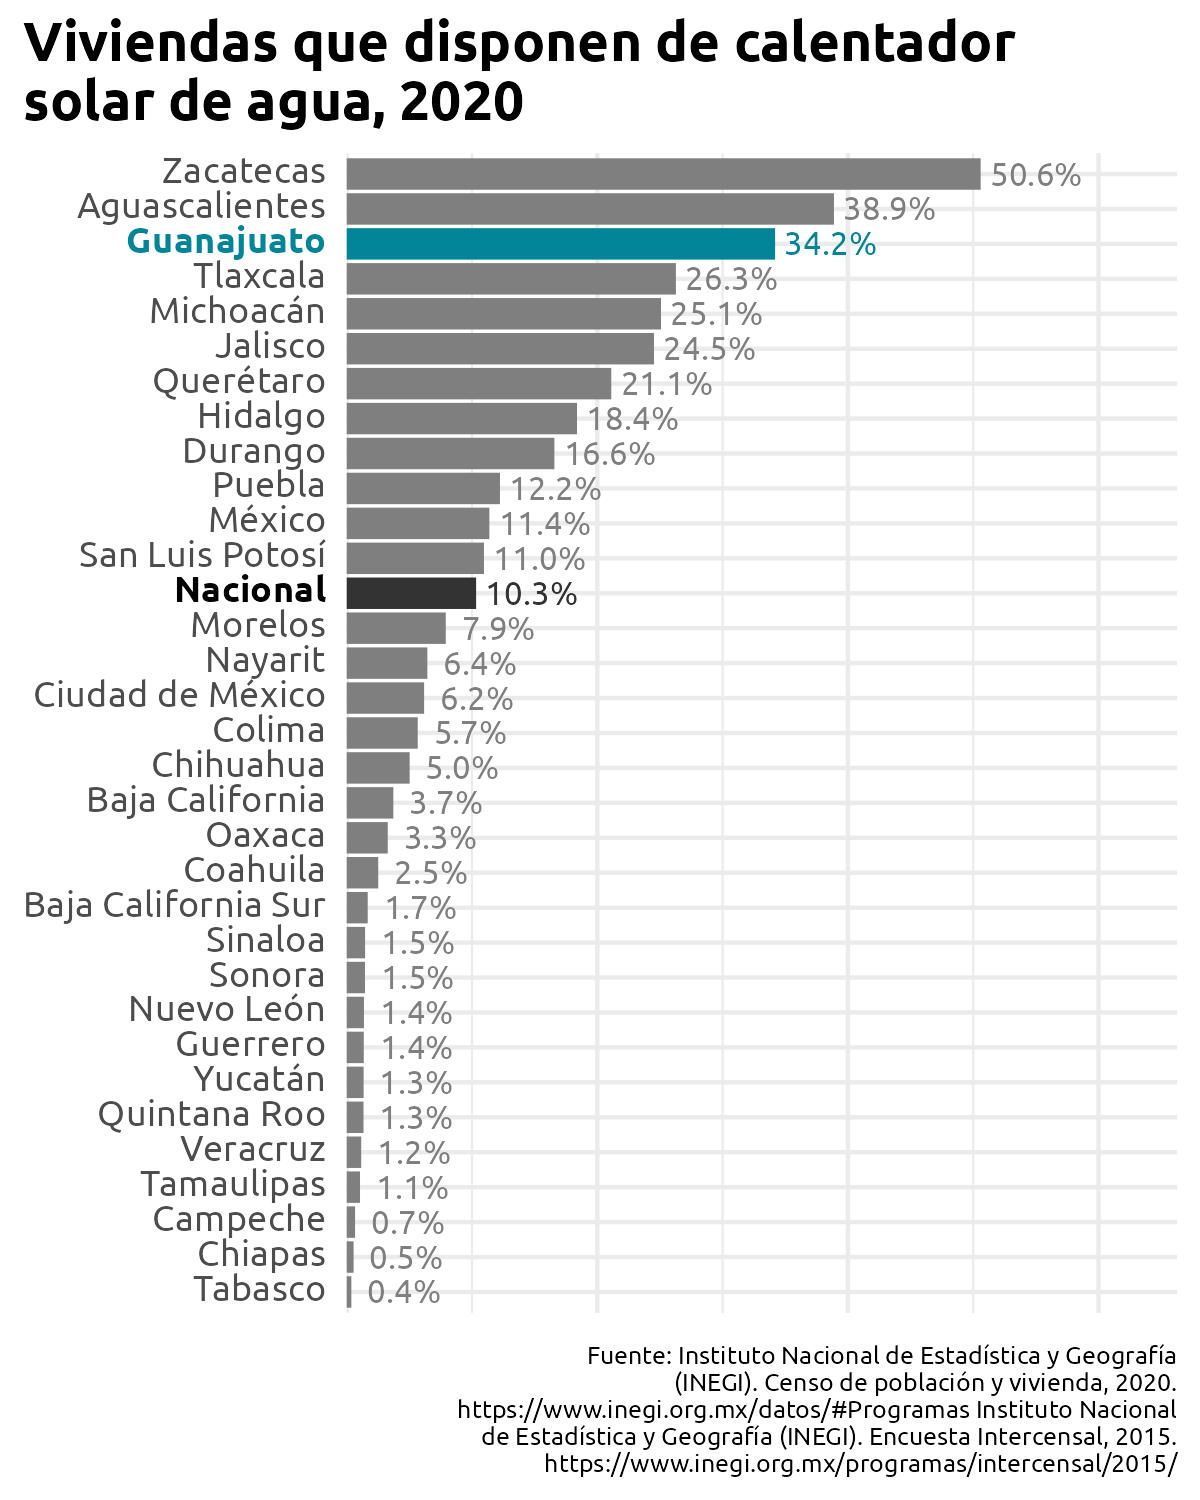 Viviendas que disponen de calentador
solar de agua, 2020
Zacatecas 50.6%
Aguascalientes 38.9%
Guanajuato 34.2%
Tlaxcala 26.3%
Michoacán 25.1%
Jalisco 24.5%
Querétaro 21.1%
Hidalgo 18.4%
Durango 16.6%
Puebla 12.2%
México 11.4%
San Luis Potosí 11.0%
Nacional 10.3%
Morelos 7.9%
Nayarit 6.4%
Ciudad de México 6.2%
Colima 5.7%
Chihuahua 5.0%
Baja California 3.7%
Oaxaca 3.3%
Coahuila 2.5%
Baja California Sur 1.7%
Sinaloa 1.5%
Sonora 1.5%
Nuevo León 1.4%
Guerrero 1.4%
Yucatán 1.3%
Quintana Roo 1.3%
Veracruz 1.2%
Tamaulipas 1.1%
Campeche 0.7%
Chiapas 0.5%
Tabasco 0.4%
Fuente: Instituto Nacional de Estadística y Geografía
(INEGI). Censo de población y vivienda, 2020.
https://www.inegi.org.mx/datos/#Programas Instituto Nacional
de Estadística y Geografía (INEGI). Encuesta Intercensal, 2015.
https://www.inegi.org.mx/programas/intercensal/2015/